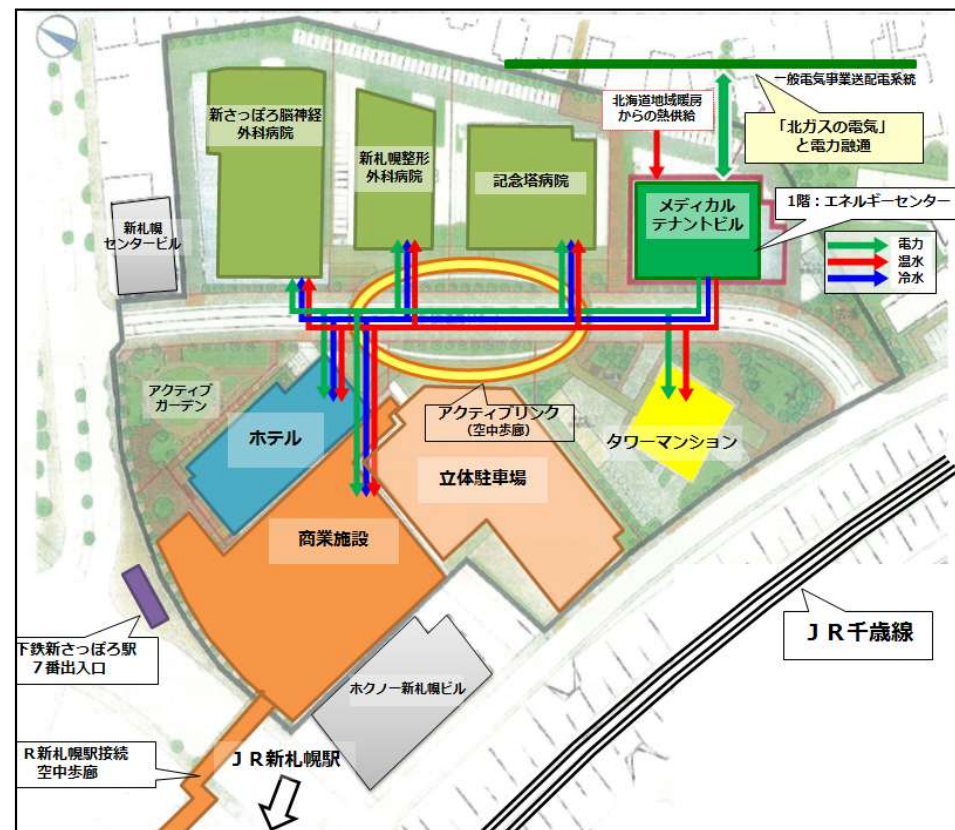 一般電気事業送配電系統
北海道地域暖房
からの熱供給
「北ガスの電気」
と電力融通
新さっぽろ脳神経
外科病院
新札幌整形
外科病院
記念塔病院
メディカル
テナントビル
1階：エネルギーセンター
新札幌
センタービル
電力
温水
冷水
アクティブ
ガーデン
アクティブリンク
(空中歩廊)
ホテル
タワーマンション
立体駐車場
商業施設
JR千歳線
下鉄新さっぽろ駅
7番出入口
ホクノー新札幌ビル
R新札幌駅接続
空中歩廊
JR新札幌駅